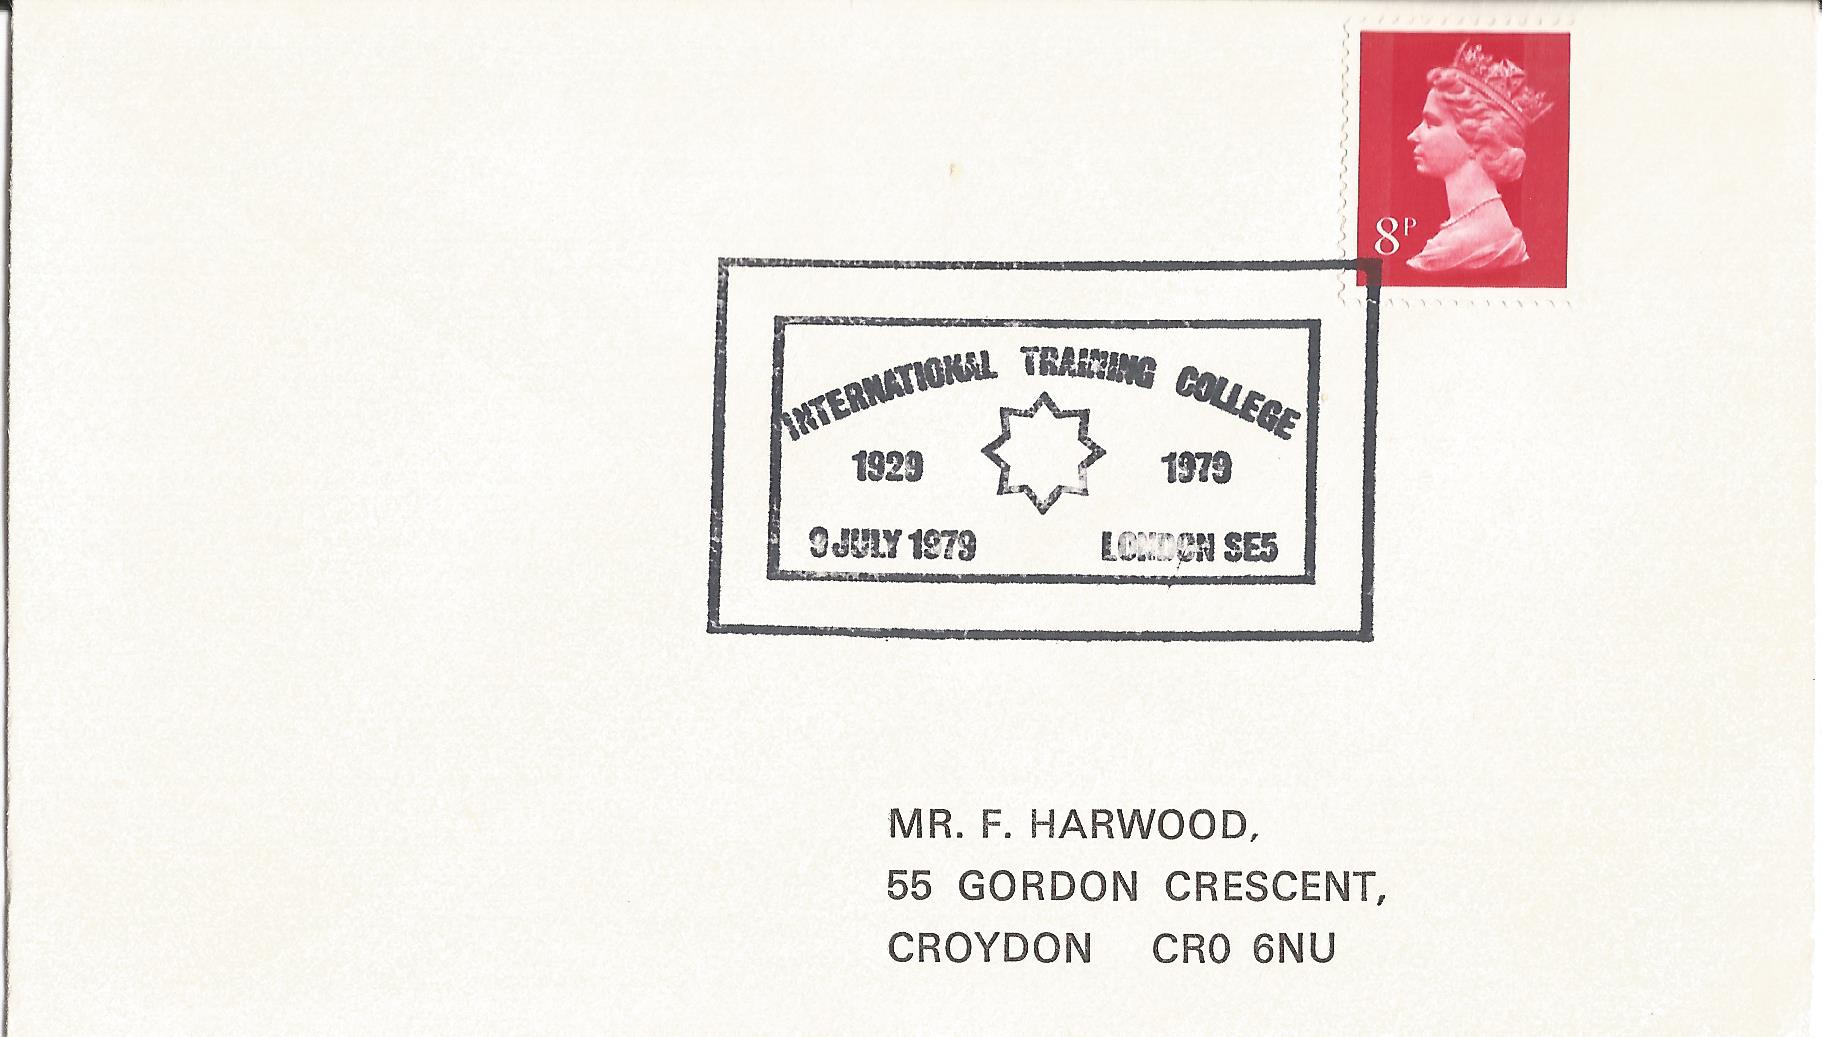 8P
INTERNATIONAL TRAINING COLLEGE
1929 1979
9 JULY 1979 LONDON SE5
MR. F. HARWOOD,
55 GORDON CRESCENT,
CROYDON CR0 6NU